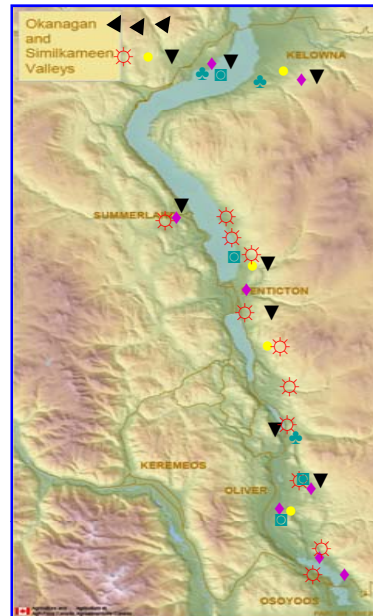 Okanagan
and
Similkameen
Valleys
KELOWNA
SUMMERLAND
PENTICTON
KEREMEOS
OLIVER
OSOYOOS